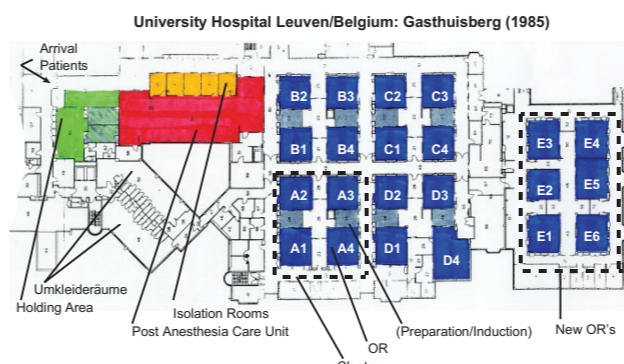 University Hospital Leuven/Belgium: Gasthuisberg (1985)
Arrival
Patients
B2 B3 C2 C3
B1 B4 C1 C4
A2 A3 D2 D3
A1 A4 D1 D4
E3 E4
E2 E5
E1 E6
Umkleideräume
Holding Area
Isolation Rooms
Post Anesthesia Care Unit
(Preparation/Induction)
OR
New OR's